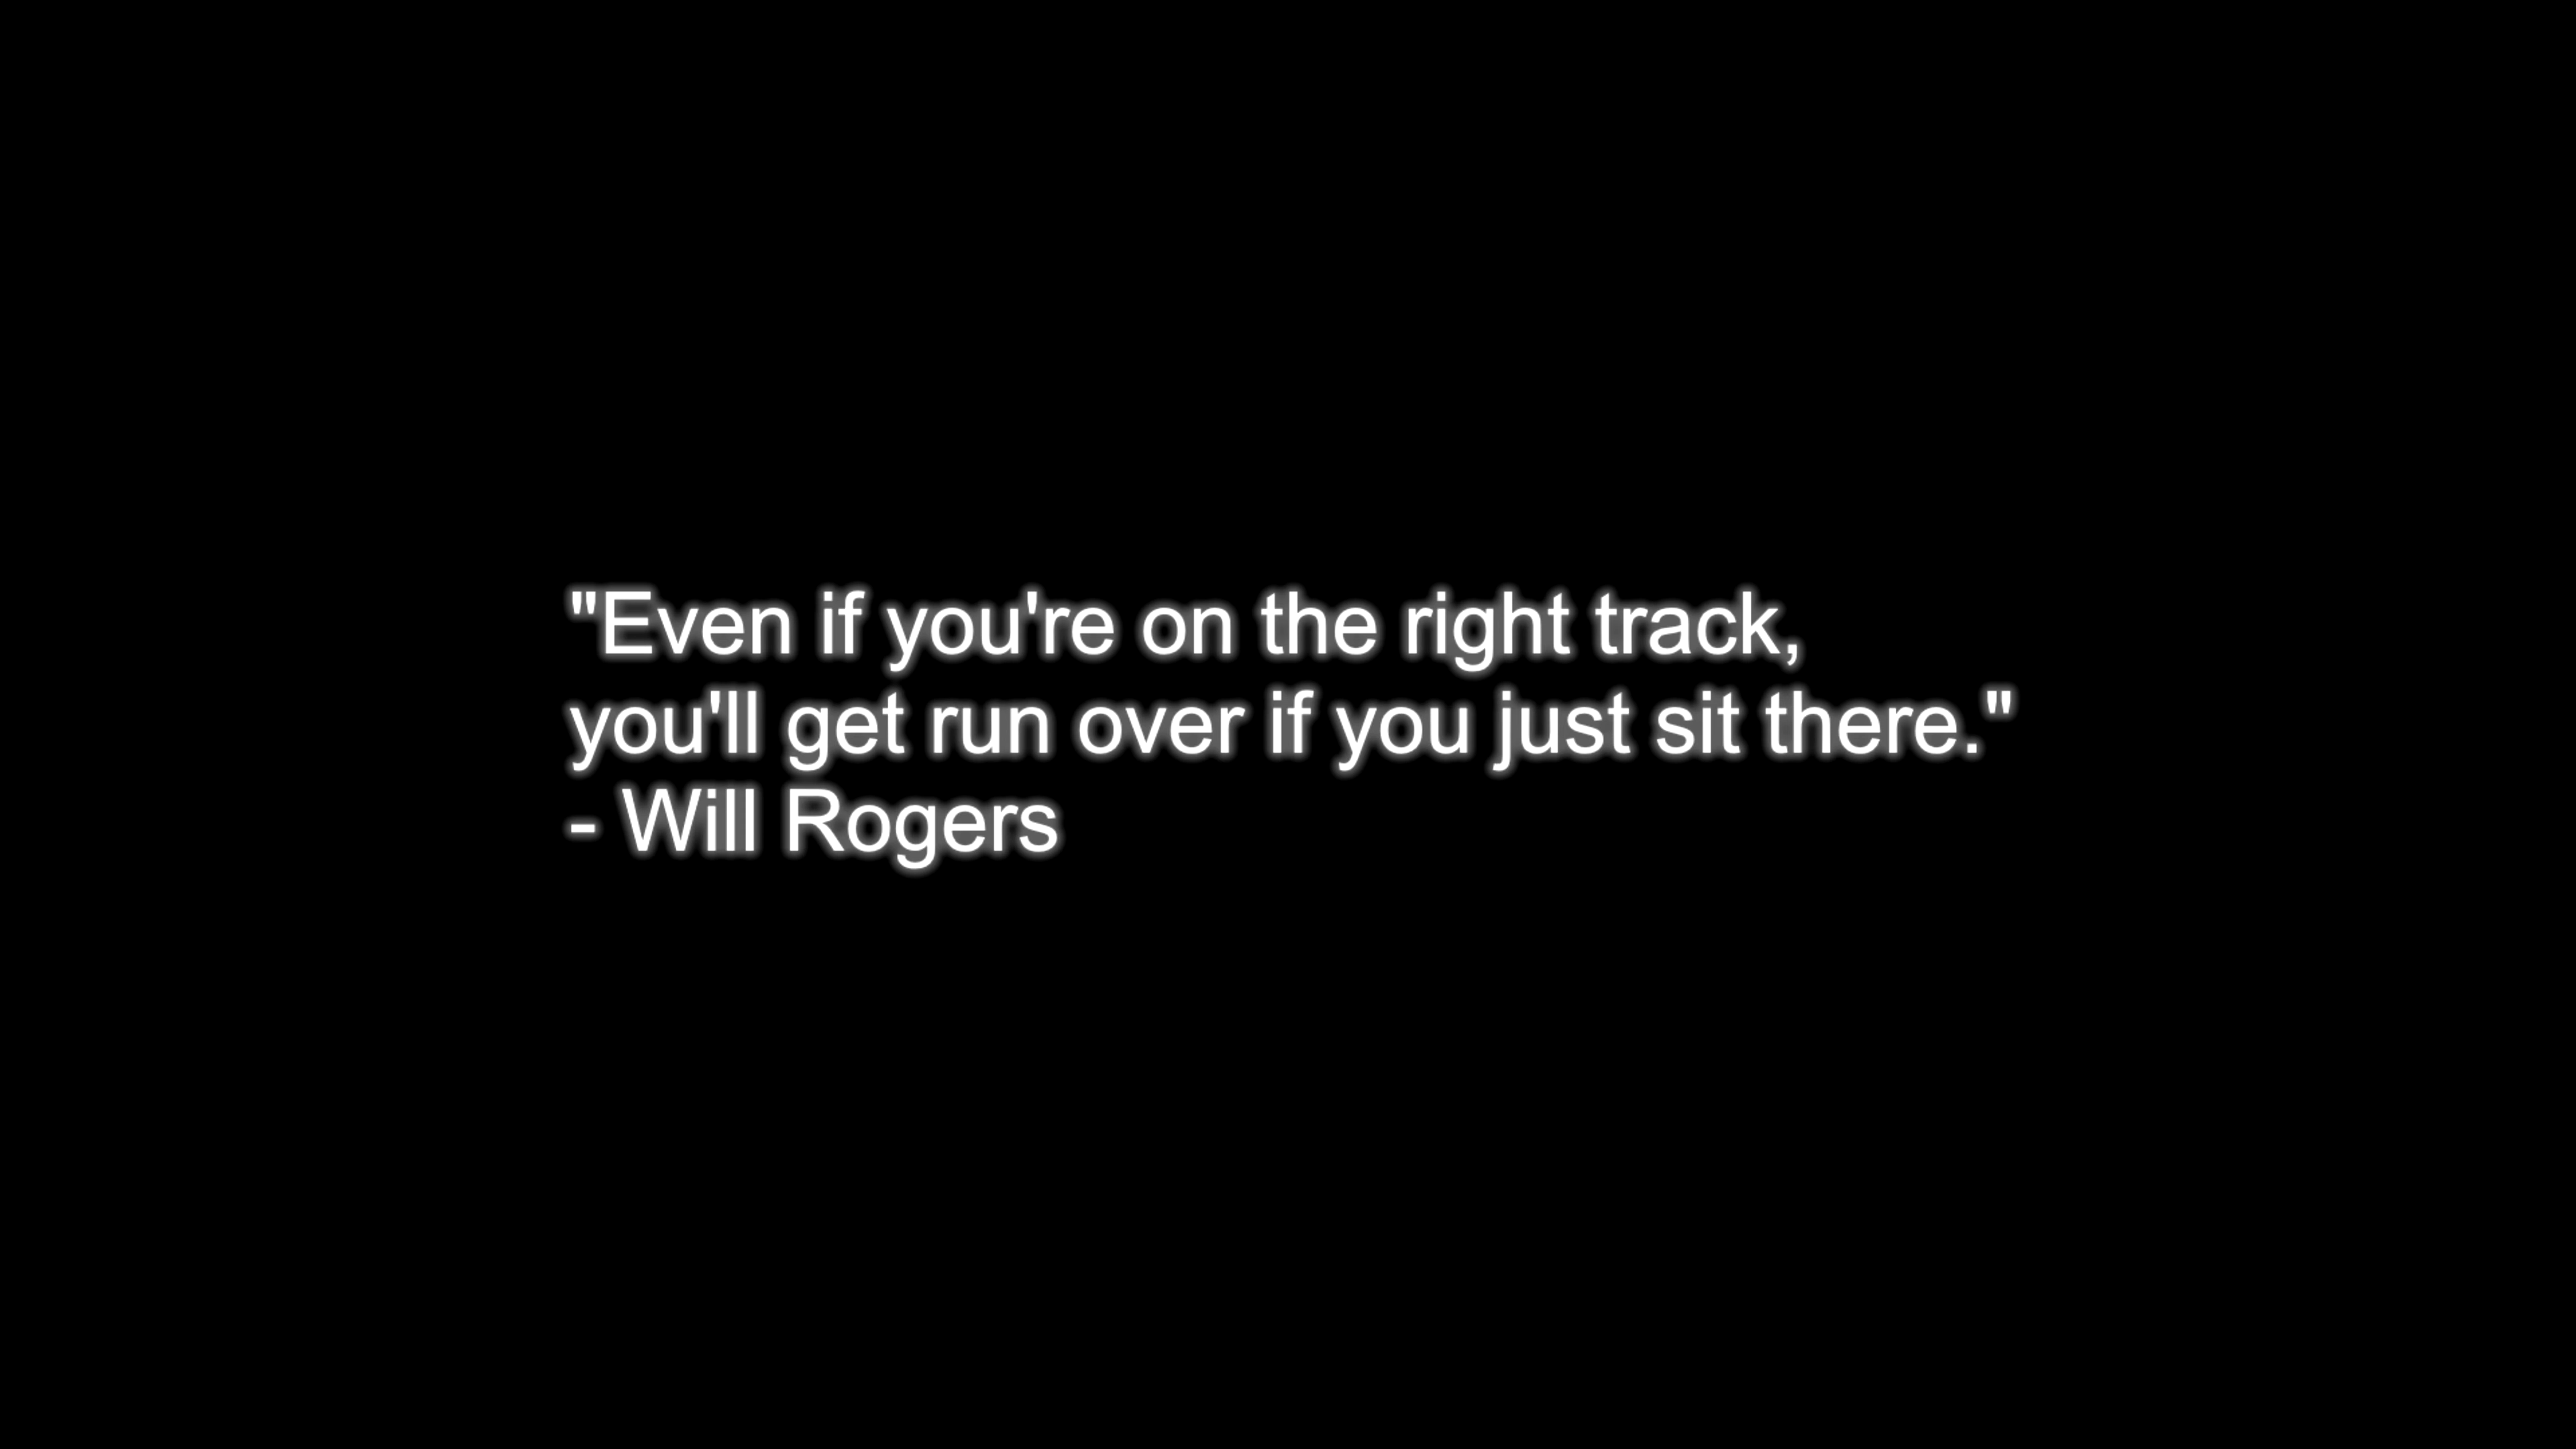 "Even if you're on the right track,
you'll get run over if you just sit there."
- Will Rogers